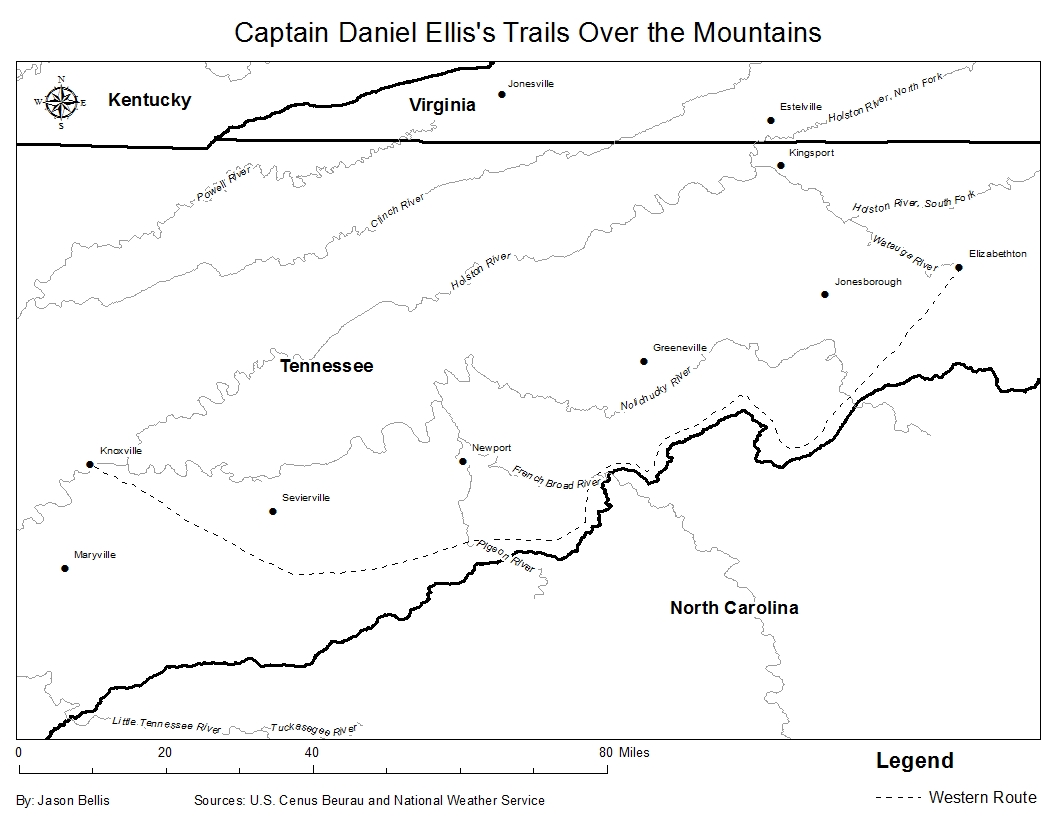 Captain Daniel Ellis's Trails Over the Mountains
N
W E
S
Kentucky
Virginia
Jonesville
Estelville
Holston River, North Fork
Kingsport
Powell River
Clinch River
Holston River, South Fork
Watauga River
Elizabethton
Holston River
Jonesborough
Tennessee
Greeneville
Nolichucky River
Knoxville
Newport
French Broad River
Sevierville
Maryville
Pigeon River
North Carolina
Little Tennessee River
Tuckasegee River
0 20 40 80 Miles
Legend
Western Route
By: Jason Bellis
Sources: U.S. Cenus Beurau and National Weather Service